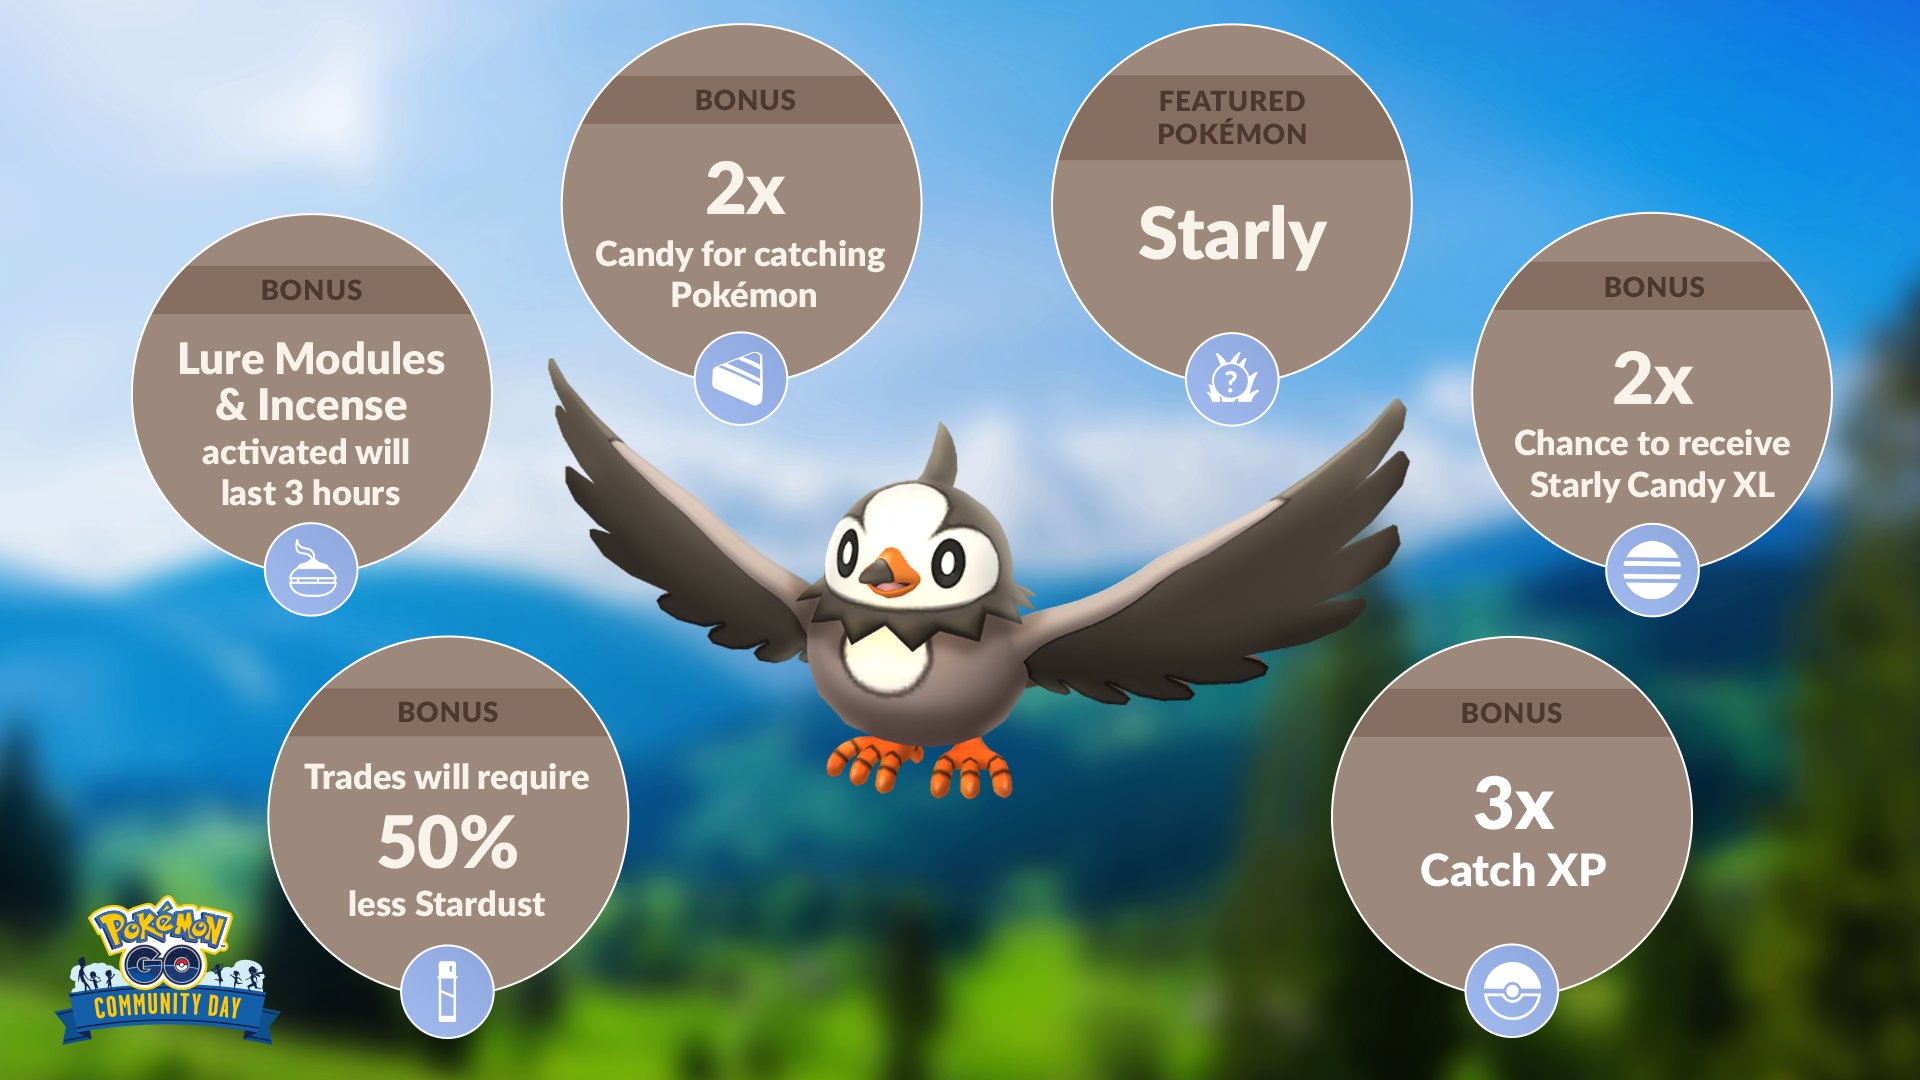 BONUS
2x
Candy for catching
Pokémon
FEATURED
POKÉMON
Starly
BONUS
Lure Modules
& Incense
activated will
last 3 hours
BONUS
2x
Chance to receive
Starly Candy XL
?
BONUS
Trades will require
50%
less Stardust
BONUS
3x
Catch XP
POKéMON
GO
COMMUNITY DAY